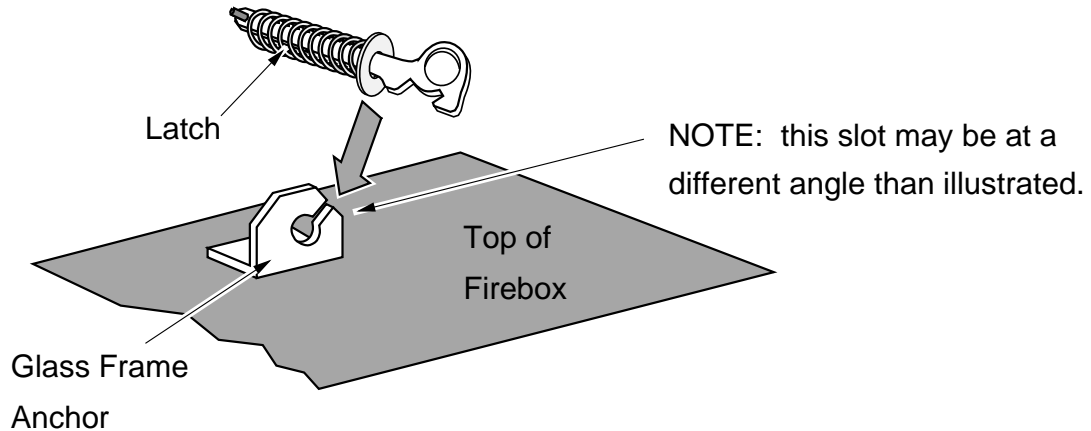 Latch
NOTE:  this slot may be at a
different angle than illustrated.
Top of
Firebox
Glass Frame
Anchor